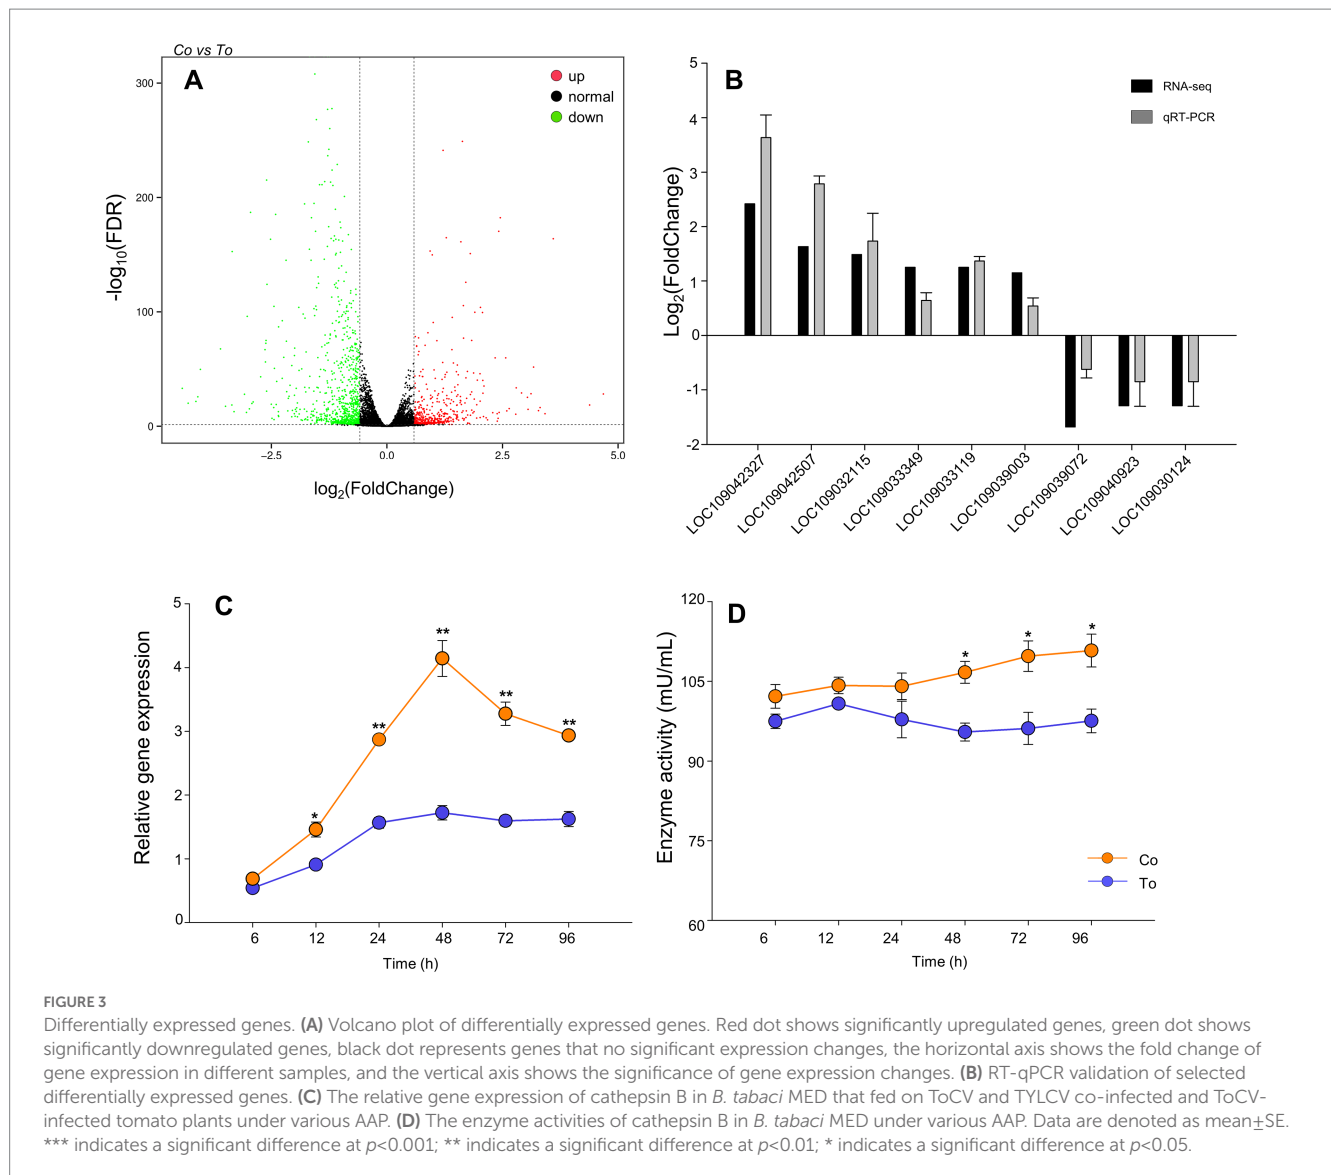 Co vs To
A
up
normal
down
300
200
100
0
-log10(FDR)
−2.5
0.0
2.5
5.0
log2(FoldChange)
B
RNA-seq
qRT-PCR
5
4
3
2
1
0
-1
-2
Log2(FoldChange)
LOC109042327
LOC109042507
LOC109032115
LOC109033349
LOC109033119
LOC109039003
LOC109039072
LOC109040923
LOC109030124
C
5
4
3
2
1
0
Relative gene expression
*
**
**
**
**
6
12
24
48
72
96
Time (h)
D
120
105
90
75
60
Enzyme activity (mU/mL)
*
*
*
Co
To
6
12
24
48
72
96
Time (h)
FIGURE 3
Differentially expressed genes. (A) Volcano plot of differentially expressed genes. Red dot shows significantly upregulated genes, green dot shows
significantly downregulated genes, black dot represents genes that no significant expression changes, the horizontal axis shows the fold change of
gene expression in different samples, and the vertical axis shows the significance of gene expression changes. (B) RT-qPCR validation of selected
differentially expressed genes. (C) The relative gene expression of cathepsin B in B. tabaci MED that fed on ToCV and TYLCV co-infected and ToCV-
infected tomato plants under various AAP. (D) The enzyme activities of cathepsin B in B. tabaci MED under various AAP. Data are denoted as mean±SE.
*** indicates a significant difference at p<0.001; ** indicates a significant difference at p<0.01; * indicates a significant difference at p<0.05.